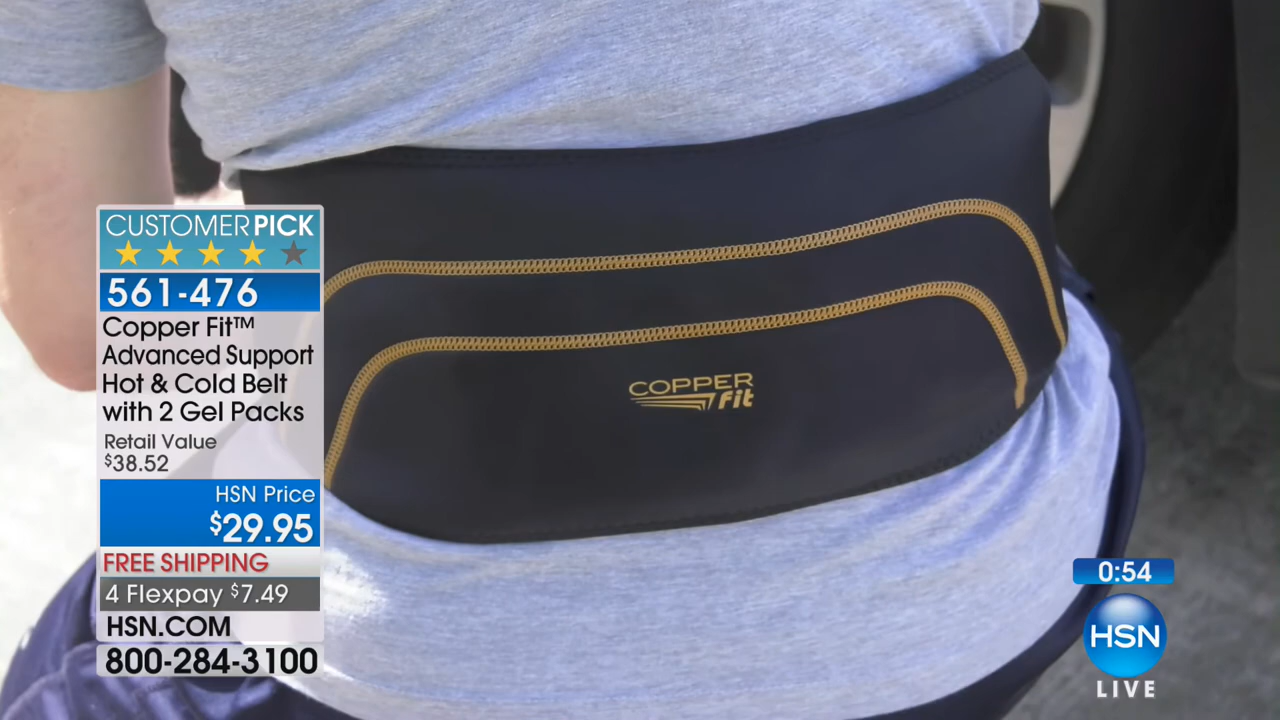 CUSTOMER PICK
561-476
Copper Fit™
Advanced Support
Hot & Cold Belt
with 2 Gel Packs
Retail Value
$38.52
HSN Price
$29.95
FREE SHIPPING
4 Flexpay $7.49
HSN.COM
800-284-3100
COPPER
Fit
0:54
HSN
LIVE